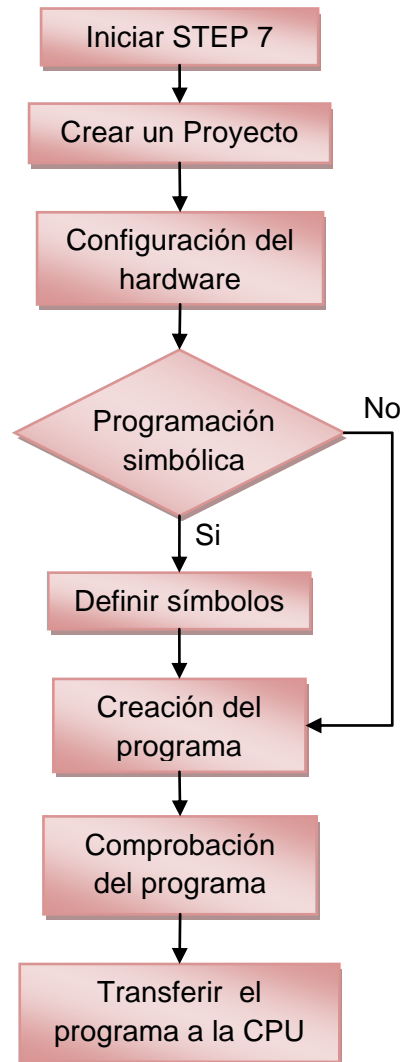 Iniciar STEP 7
Crear un Proyecto
Configuración del
hardware
Programación
simbólica
No
Si
Definir símbolos
Creación del
programa
Comprobación
del programa
Transferir el
programa a la CPU